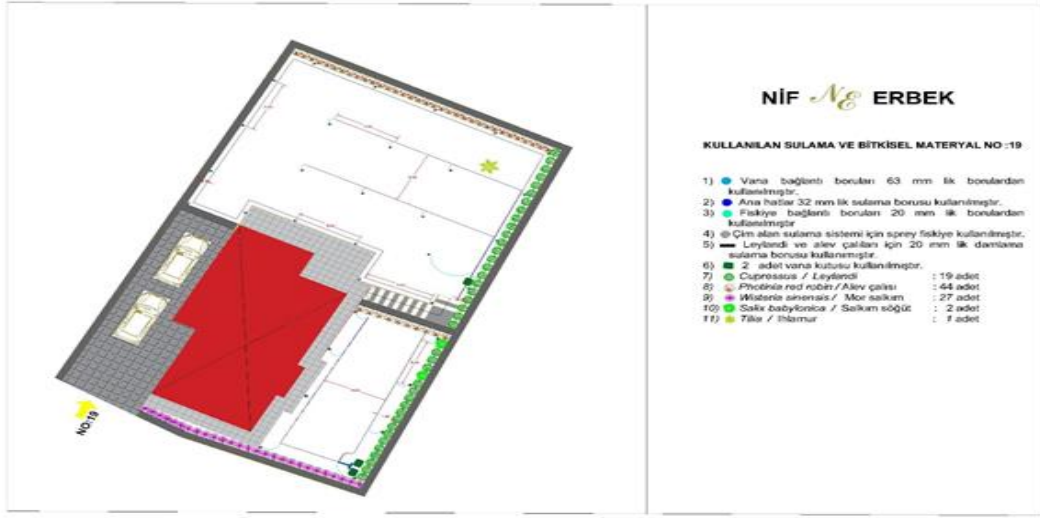 NİF NE ERBEK
KULLANILAN SULAMA VE BİTKİSEL MATERYAL NO :19
1) Vana bağlantı boruları 63 mm lik borulardan
kullanılmıştır.
2) Ana hatlar 32 mm lik sulama borusu kullanılmıştır.
3) Fıskiye bağlantı boruları 20 mm lik borulardan
kullanılmıştır
4) Çim alan sulama sistemi için sprey fıskiye kullanılmıştır.
5) Leylandi ve alev çalıları için 20 mm lik damlama
sulama borusu kullanılmıştır.
6) 2 adet vana kutusu kullanılmıştır.
7) Cupressus / Leylandi : 19 adet
8) Photinia red robin / Alev çalısı : 44 adet
9) Wisteria sinensis / Mor salkım : 27 adet
10) Salix babylonica / Salkım söğüt : 2 adet
11) Tilia / Ihlamur : 1 adet
NO:19